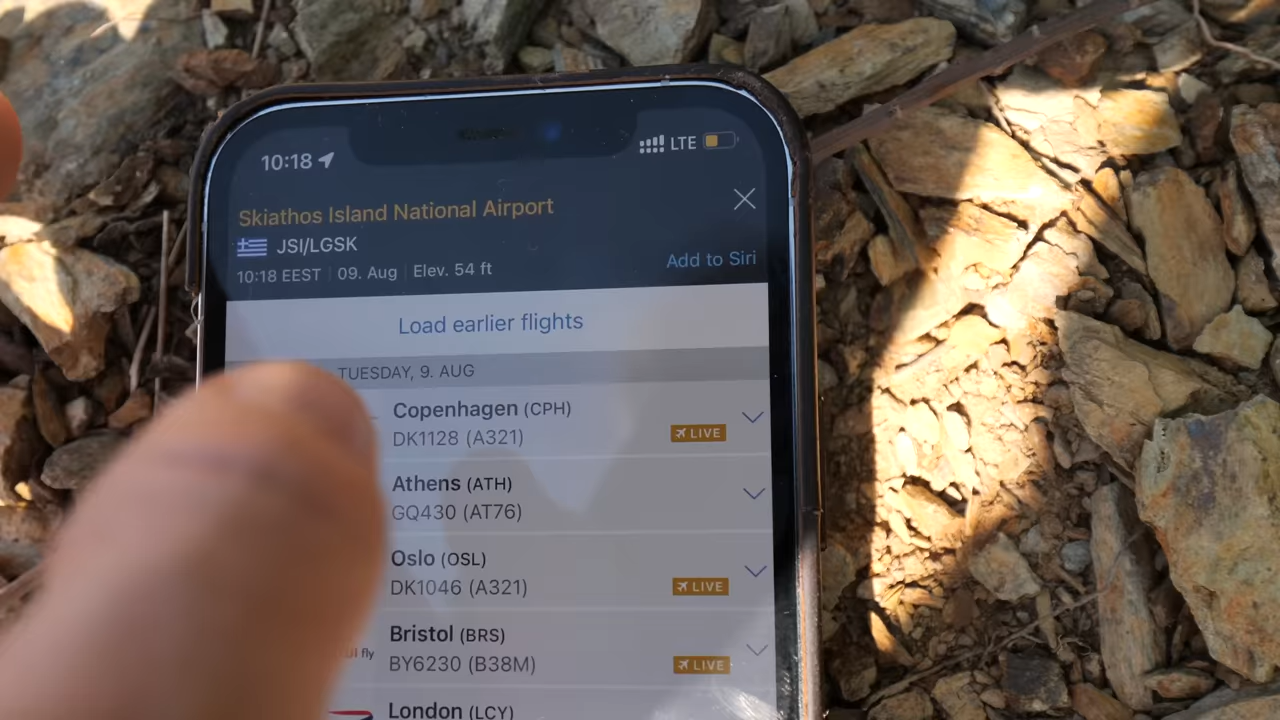 10:18 LTE
Skiathos Island National Airport
JSI/LGSK
10:18 EEST 09. Aug Elev. 54 ft Add to Siri
Load earlier flights
TUESDAY, 9. AUG
Copenhagen (CPH)
DK1128 (A321) LIVE
Athens (ATH)
GQ430 (AT76)
Oslo (OSL)
DK1046 (A321) LIVE
Bristol (BRS)
fly BY6230 (B38M) LIVE
London (LCY)